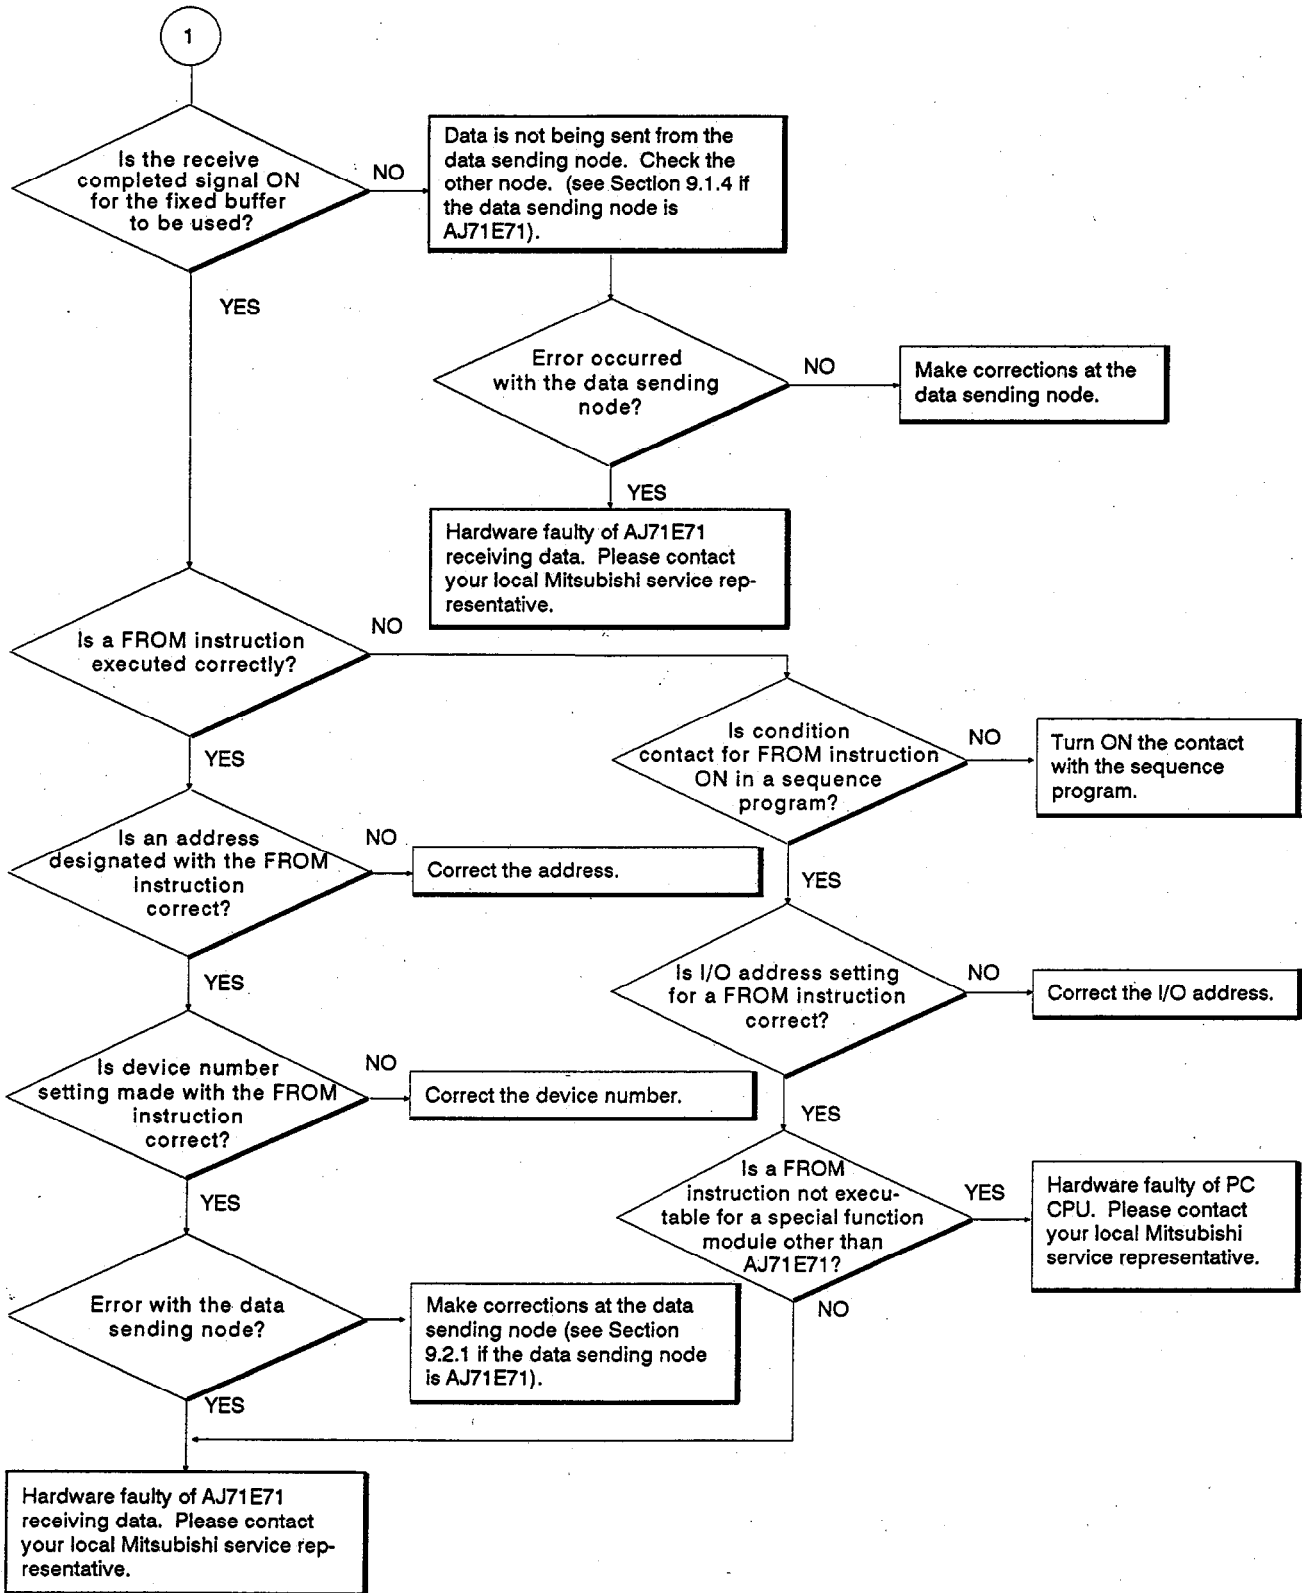 1
Is the receive
completed signal ON
for the fixed buffer
to be used?
NO
Data is not being sent from the
data sending node. Check the
other node. (see Section 9.1.4 if
the data sending node is
AJ71E71).
YES
Error occurred
with the data sending
node?
NO
Make corrections at the
data sending node.
YES
Hardware faulty of AJ71E71
receiving data. Please contact
your local Mitsubishi service rep-
resentative.
Is a FROM instruction
executed correctly?
NO
YES
Is condition
contact for FROM instruction
ON in a sequence
program?
NO
Turn ON the contact
with the sequence
program.
YES
Is an address
designated with the FROM
instruction
correct?
NO
Correct the address.
YES
Is I/O address setting
for a FROM instruction
correct?
NO
Correct the I/O address.
YES
Is device number
setting made with the FROM
instruction
correct?
NO
Correct the device number.
YES
Is a FROM
instruction not execu-
table for a special function
module other than
AJ71E71?
YES
Hardware faulty of PC
CPU. Please contact
your local Mitsubishi
service representative.
NO
Error with the data
sending node?
Make corrections at the data
sending node (see Section
9.2.1 if the data sending node
is AJ71E71).
YES
Hardware faulty of AJ71E71
receiving data. Please contact
your local Mitsubishi service rep-
resentative.